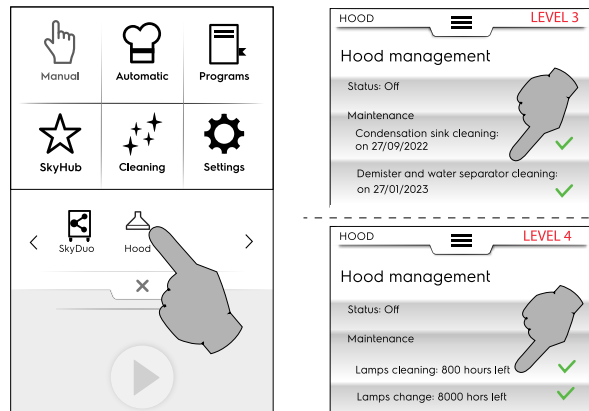 Manual
Automatic
Programs
SkyHub
Cleaning
Settings
SkyDuo
Hood
HOOD
LEVEL 3
Hood management
Status: Off
Maintenance
Condensation sink cleaning:
on 27/09/2022
Demister and water separator cleaning:
on 27/01/2023
HOOD
LEVEL 4
Hood management
Status: Off
Maintenance
Lamps cleaning: 800 hours left
Lamps change: 8000 hors left